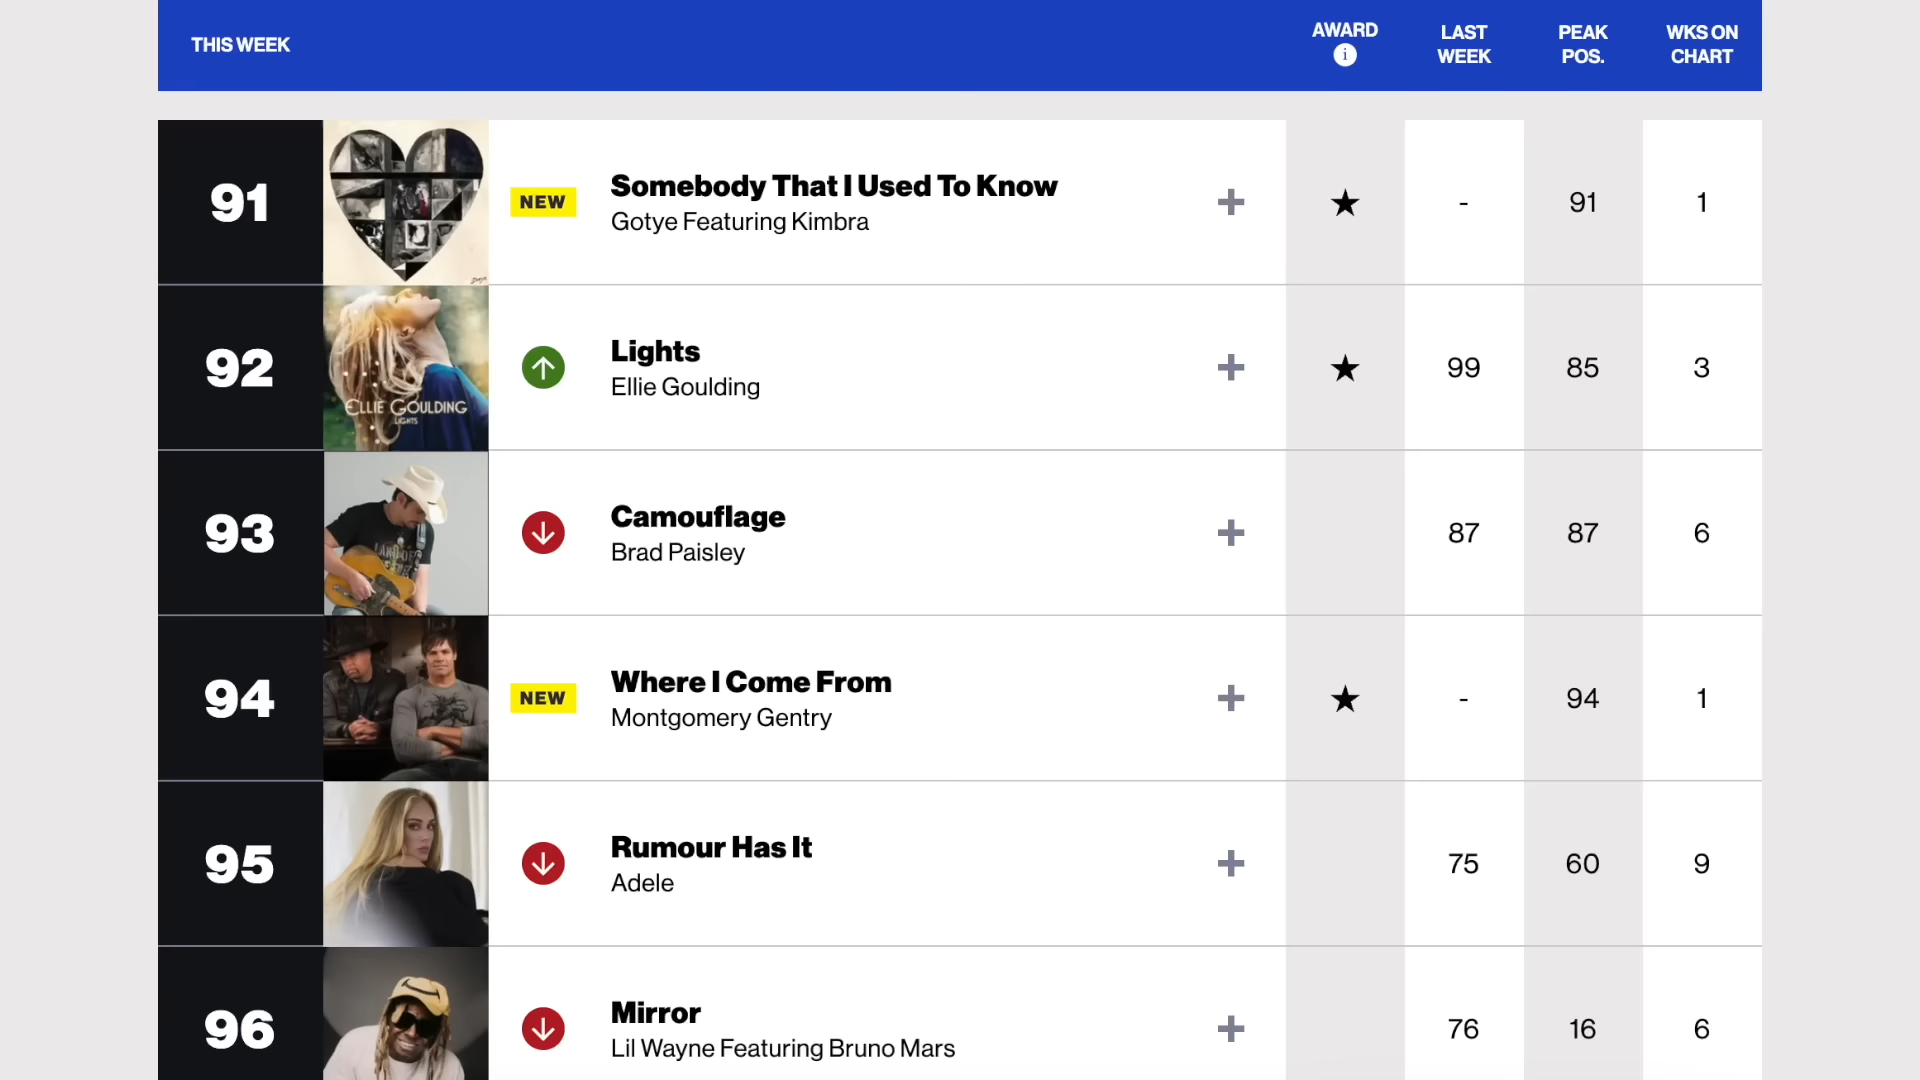 THIS WEEK
AWARD
i
LAST
WEEK
PEAK
POS.
WKS ON
CHART
91
NEW
Somebody That I Used To Know
Gotye Featuring Kimbra
+
★
-
91
1
92
ELLIE GOULDING
LIGHTS
Lights
Ellie Goulding
+
★
99
85
3
93
Camouflage
Brad Paisley
+
87
87
6
94
NEW
Where I Come From
Montgomery Gentry
+
★
-
94
1
95
Rumour Has It
Adele
+
75
60
9
96
Mirror
Lil Wayne Featuring Bruno Mars
+
76
16
6